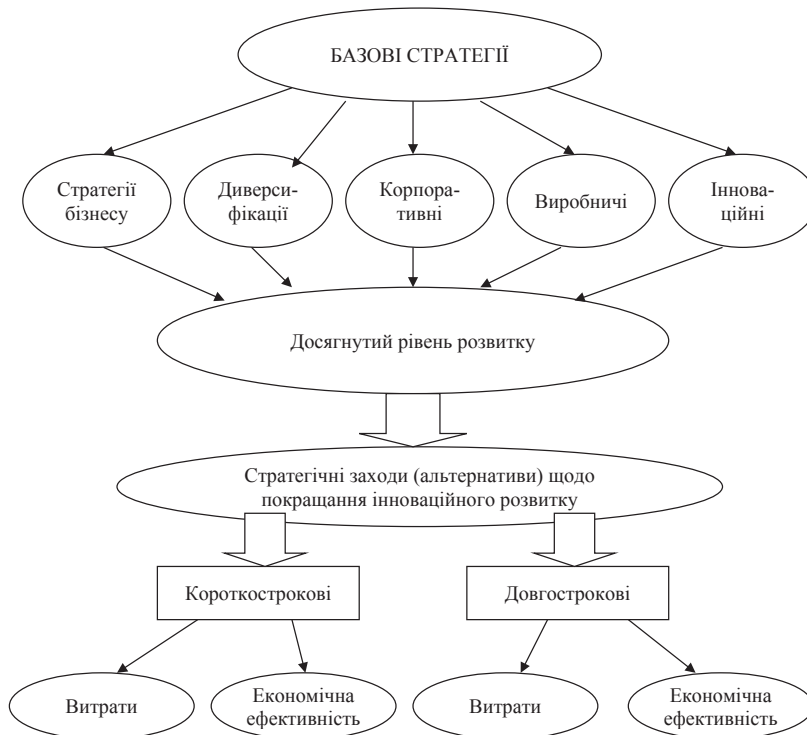 БАЗОВІ СТРАТЕГІЇ
Стратегії
бізнесу
Диверси-
фікації
Корпора-
тивні
Виробничі
Іннова-
ційні
Досягнутий рівень розвитку
Стратегічні заходи (альтернативи) щодо
покращання інноваційного розвитку
Короткострокові
Довгострокові
Витрати
Економічна
ефективність
Витрати
Економічна
ефективність